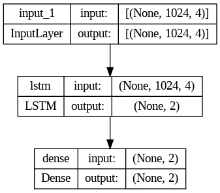 input_1 input: [(None, 1024, 4)]
InputLayer output: [(None, 1024, 4)]
lstm input: (None, 1024, 4)
LSTM output: (None, 2)
dense input: (None, 2)
Dense output: (None, 2)